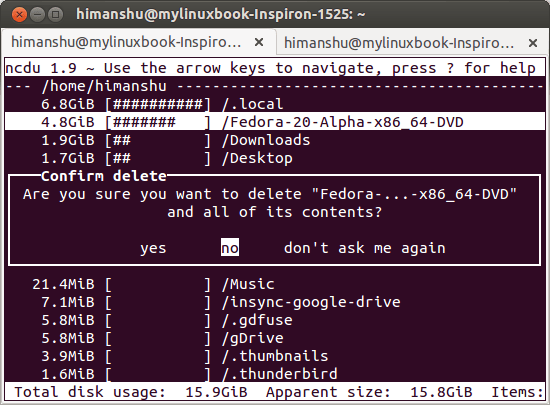 himanshu@mylinuxbook-Inspiron-1525: ~
himanshu@mylinuxbook-Inspiro... × himanshu@mylinuxbook-Inspiro... ×
ncdu 1.9 ~ Use the arrow keys to navigate, press ? for help
--- /home/himanshu -----------------------------------------
6.8GiB [##########] /.local
4.8GiB [####### ] /Fedora-20-Alpha-x86_64-DVD
1.9GiB [## ] /Downloads
1.7GiB [## ] /Desktop
Confirm delete
Are you sure you want to delete "Fedora-...-x86_64-DVD"
and all of its contents?
yes no don't ask me again
21.4MiB [ ] /Music
7.1MiB [ ] /insync-google-drive
5.8MiB [ ] /.gdfuse
5.8MiB [ ] /gDrive
3.9MiB [ ] /.thumbnails
1.6MiB [ ] /.thunderbird
Total disk usage: 15.9GiB Apparent size: 15.8GiB Items: